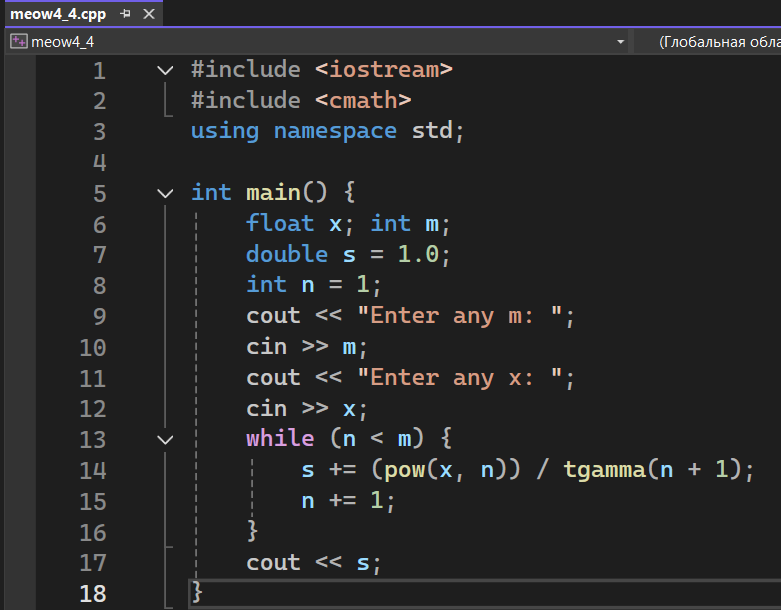 meow4_4.cpp
meow4_4 (Глобальная обла
1 #include <iostream>
2 #include <cmath>
3 using namespace std;
4
5 int main() {
6 float x; int m;
7 double s = 1.0;
8 int n = 1;
9 cout << "Enter any m: ";
10 cin >> m;
11 cout << "Enter any x: ";
12 cin >> x;
13 while (n < m) {
14 s += (pow(x, n)) / tgamma(n + 1);
15 n += 1;
16 }
17 cout << s;
18 }